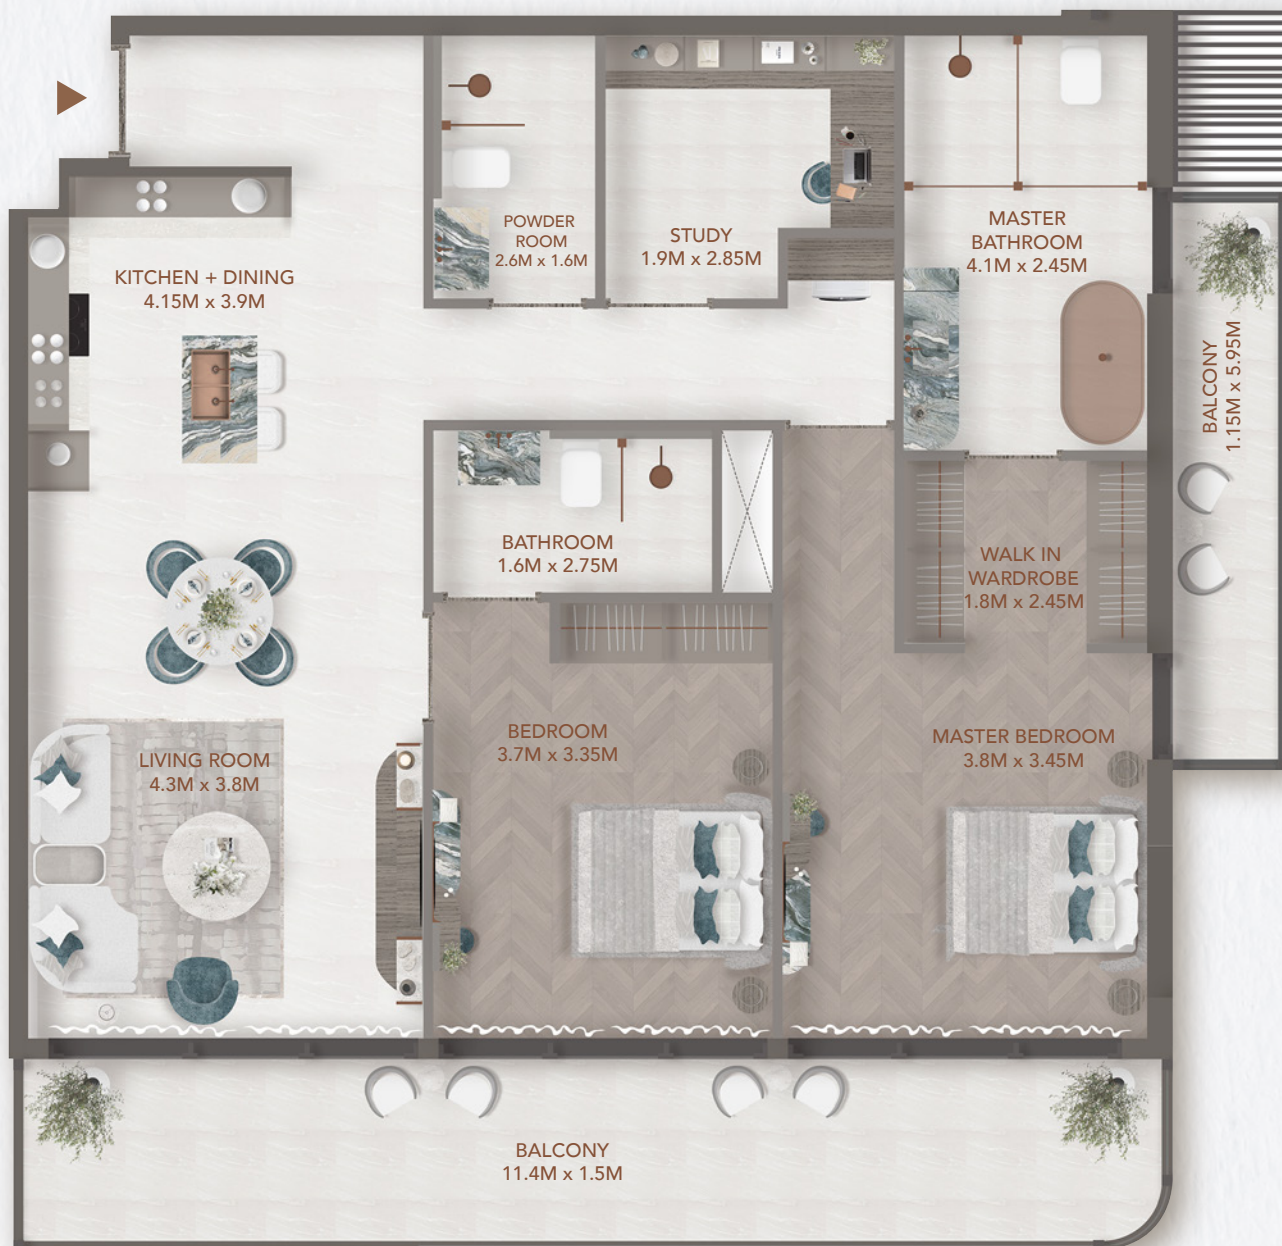 POWDER
ROOM
2.6M x 1.6M
STUDY
1.9M x 2.85M
MASTER
BATHROOM
4.1M x 2.45M
KITCHEN + DINING
4.15M x 3.9M
BALCONY
1.15M x 5.95M
BATHROOM
1.6M x 2.75M
WALK IN
WARDROBE
1.8M x 2.45M
LIVING ROOM
4.3M x 3.8M
BEDROOM
3.7M x 3.35M
MASTER BEDROOM
3.8M x 3.45M
BALCONY
11.4M x 1.5M